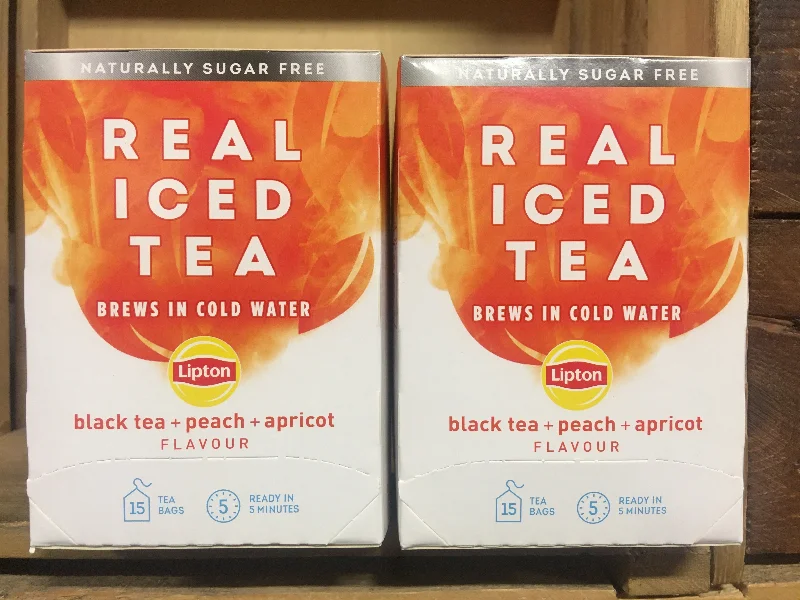 NATURALLY SUGAR FREE
REAL
ICED
TEA
BREWS IN COLD WATER
Lipton
black tea + peach + apricot
FLAVOUR
15
TEA
BAGS
5
READY IN
5 MINUTES
NATURALLY SUGAR FREE
REAL
ICED
TEA
BREWS IN COLD WATER
Lipton
black tea + peach + apricot
FLAVOUR
15
TEA
BAGS
5
READY IN
5 MINUTES